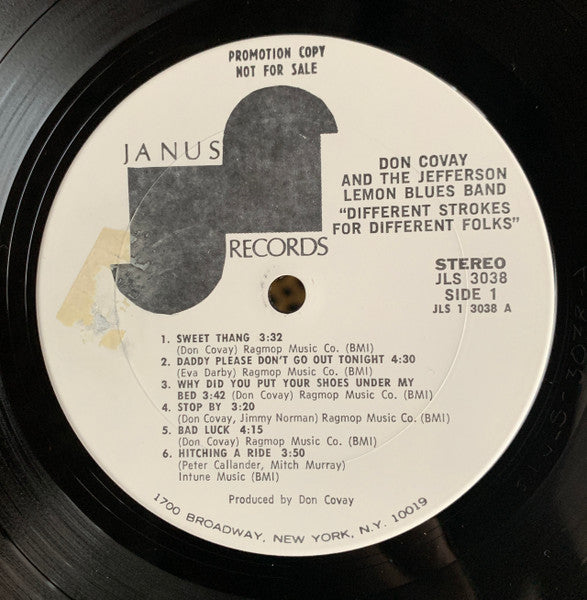 PROMOTION COPY
NOT FOR SALE
JANUS
RECORDS
DON COVAY
AND THE JEFFERSON
LEMON BLUES BAND
"DIFFERENT STROKES
FOR DIFFERENT FOLKS"
STEREO
JLS 3038
SIDE 1
JLS 1 3038 A
1. SWEET THANG 3:32
(Don Covay) Ragmop Music Co. (BMI)
2. DADDY PLEASE DON'T GO OUT TONIGHT 4:30
(Eva Darby) Ragmop Music Co. (BMI)
3. WHY DID YOU PUT YOUR SHOES UNDER MY
BED 3:42 (Don Covay) Ragmop Music Co. (BMI)
4. STOP BY 3:20
(Don Covay, Jimmy Norman) Ragmop Music Co. (BMI)
5. BAD LUCK 4:15
(Don Covay) Ragmop Music Co. (BMI)
6. HITCHING A RIDE 3:50
(Peter Callander, Mitch Murray)
Intune Music (BMI)
Produced by Don Covay
1700 BROADWAY, NEW YORK, N.Y. 10019